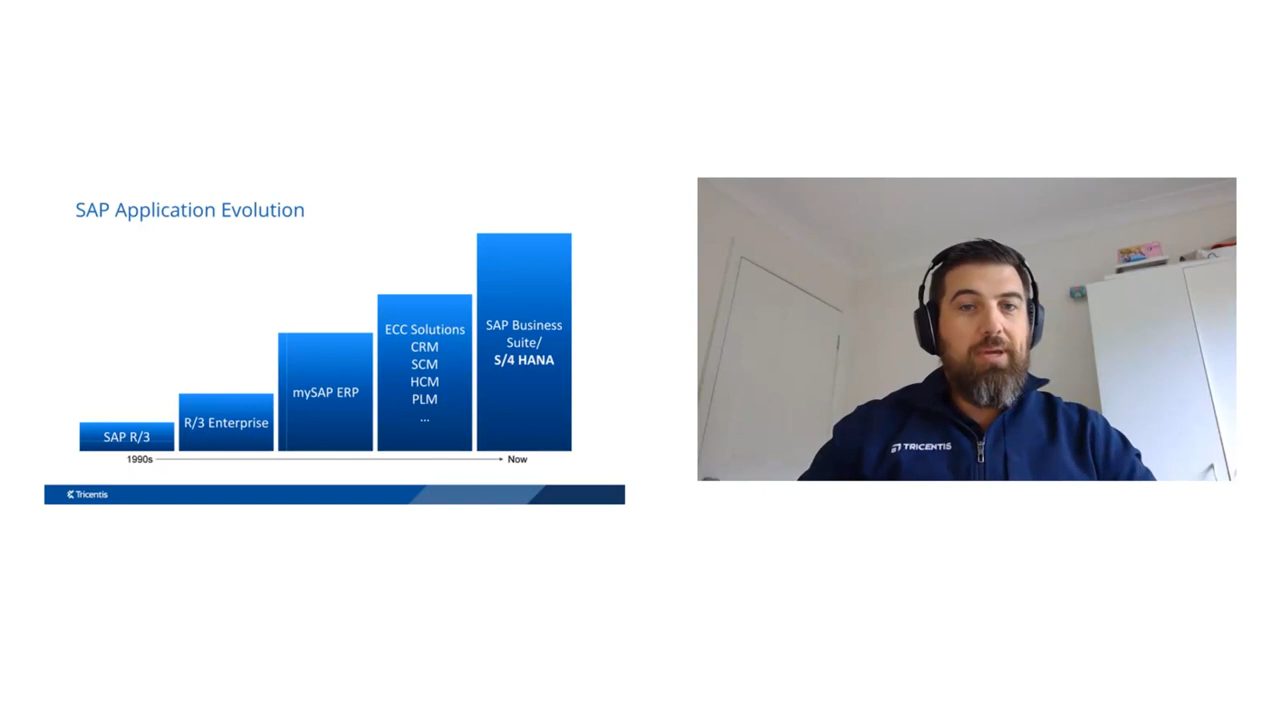 SAP Application Evolution
SAP R/3
R/3 Enterprise
mySAP ERP
ECC Solutions
CRM
SCM
HCM
PLM
...
SAP Business
Suite/
S/4 HANA
1990s
Now
Tricentis
TRICENTIS